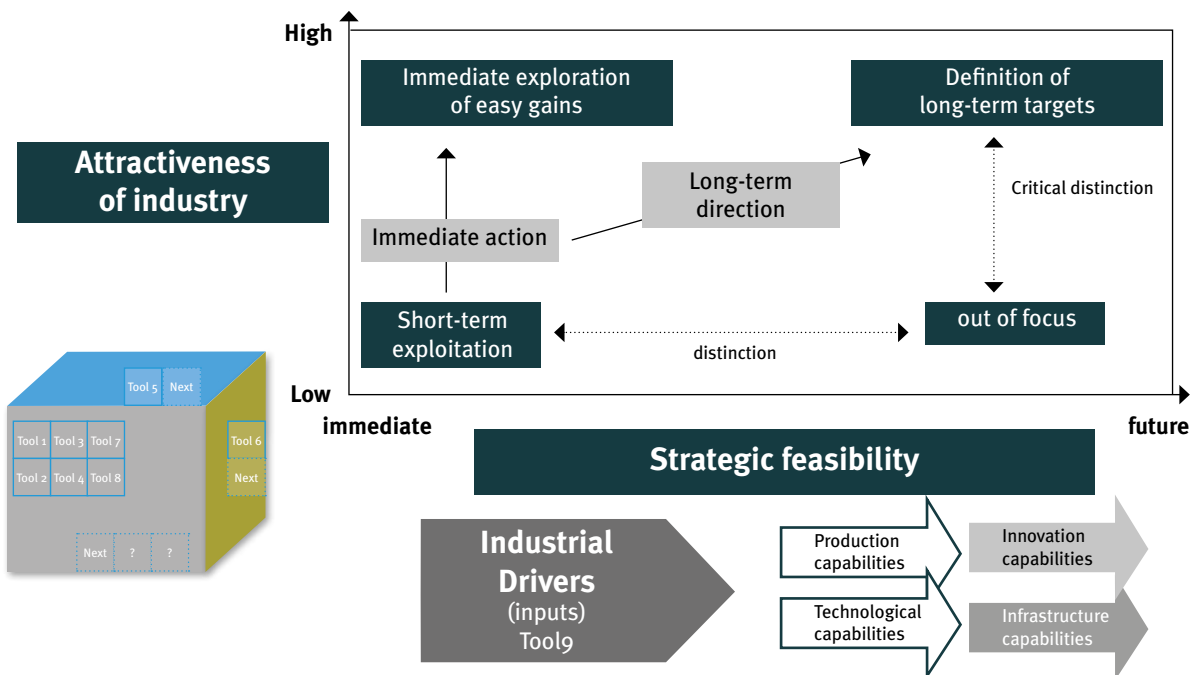 High
Immediate exploration
of easy gains
Definition of
long-term targets
Attractiveness
of industry
Long-term
direction
Critical distinction
Immediate action
Short-term
exploitation
distinction
out of focus
Low
immediate
future
Strategic feasibility
Tool 5 Next
Tool 1 Tool 3 Tool 7
Tool 2 Tool 4 Tool 8
Tool 6
Next
Next ? ?
Industrial
Drivers
(inputs)
Tool9
Production
capabilities
Innovation
capabilities
Technological
capabilities
Infrastructure
capabilities